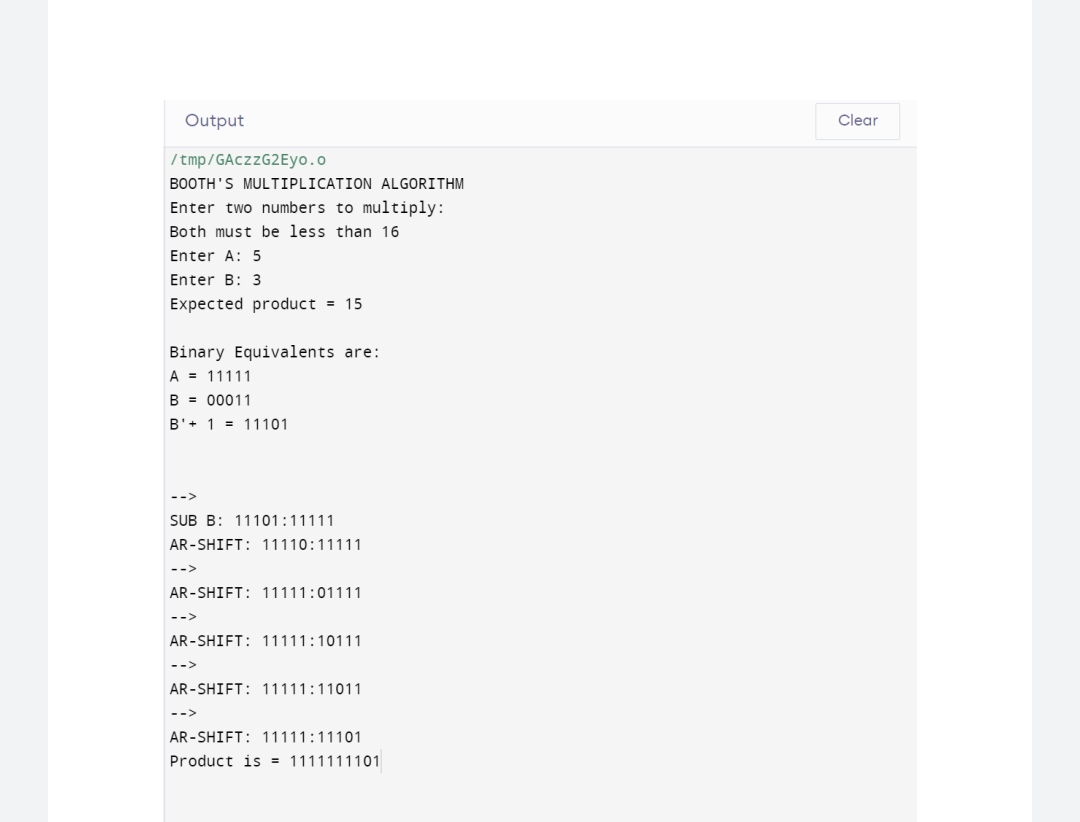 Output
Clear
/tmp/GAczzG2Eyo.o
BOOTH'S MULTIPLICATION ALGORITHM
Enter two numbers to multiply:
Both must be less than 16
Enter A: 5
Enter B: 3
Expected product = 15
Binary Equivalents are:
A = 11111
B = 00011
B'+ 1 = 11101
-->
SUB B: 11101:11111
AR-SHIFT: 11110:11111
-->
AR-SHIFT: 11111:01111
-->
AR-SHIFT: 11111:10111
-->
AR-SHIFT: 11111:11011
-->
AR-SHIFT: 11111:11101
Product is = 1111111101